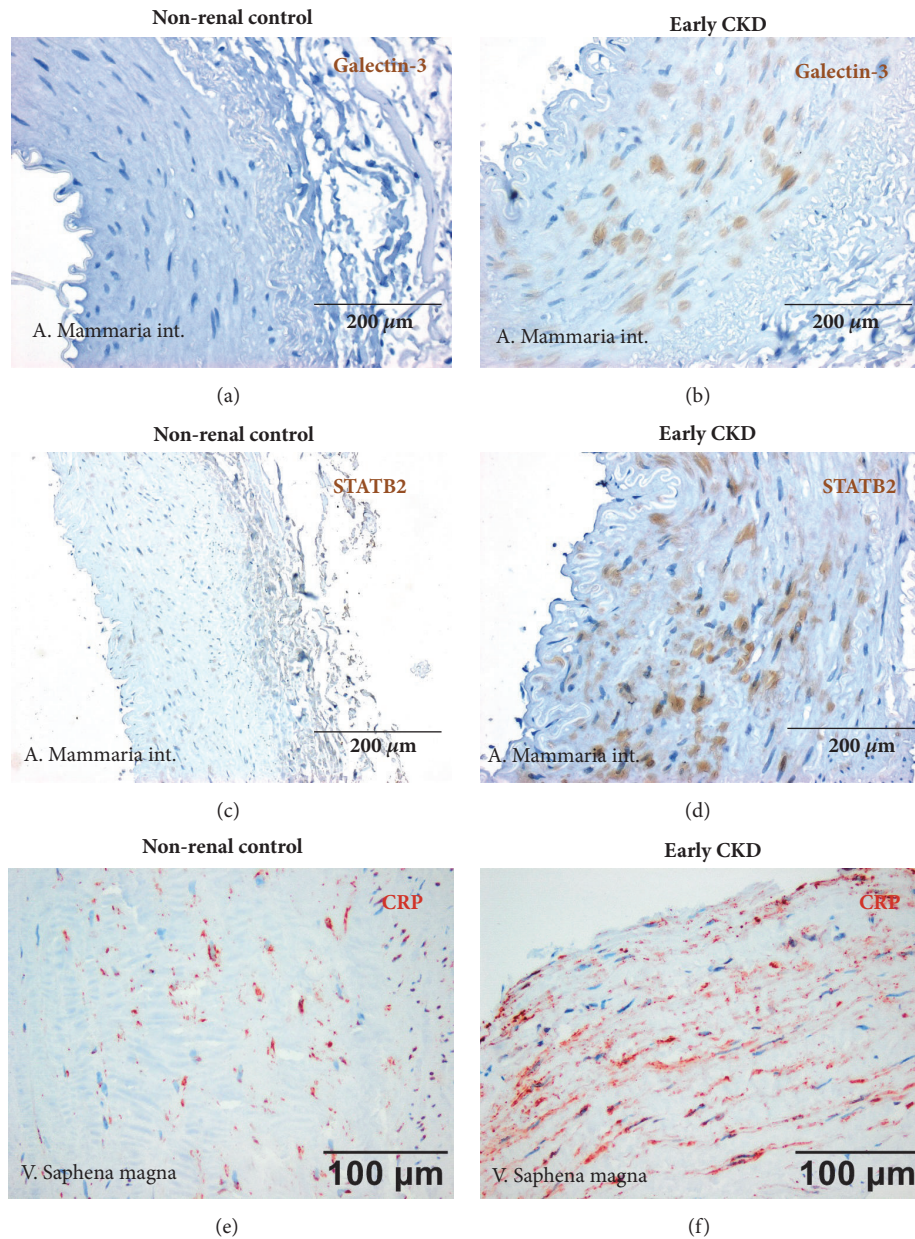 Non-renal control
Early CKD
Galectin-3
Galectin-3
200 μm
200 μm
A. Mammaria int.
A. Mammaria int.
(a)
(b)
Non-renal control
Early CKD
STATB2
STATB2
200 μm
200 μm
A. Mammaria int.
A. Mammaria int.
(c)
(d)
Non-renal control
Early CKD
CRP
CRP
100 μm
100 μm
V. Saphena magna
V. Saphena magna
(e)
(f)